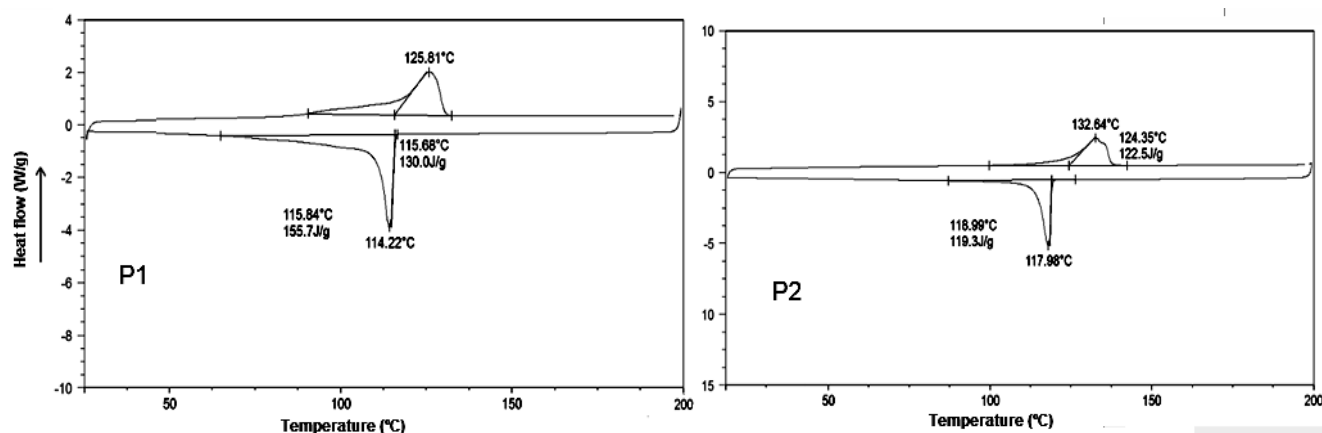 4
2
0
-2
-4
-6
-8
-10
Heat flow (W/g)
125.81°C
115.68°C
130.0J/g
115.84°C
155.7J/g
114.22°C
P1
50
100
150
200
Temperature (ºC)
10
5
0
-5
10
15
132.64°C
124.35°C
122.5J/g
118.99°C
119.3J/g
117.98°C
P2
50
100
150
200
Temperature (ºC)